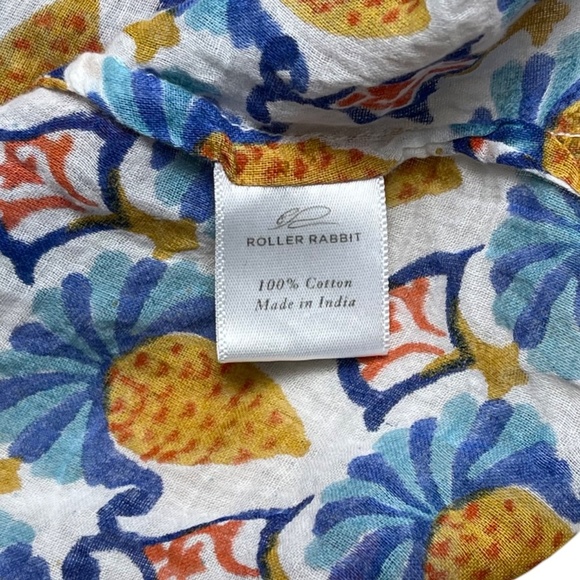 ROLLER RABBIT
100% Cotton
Made in India